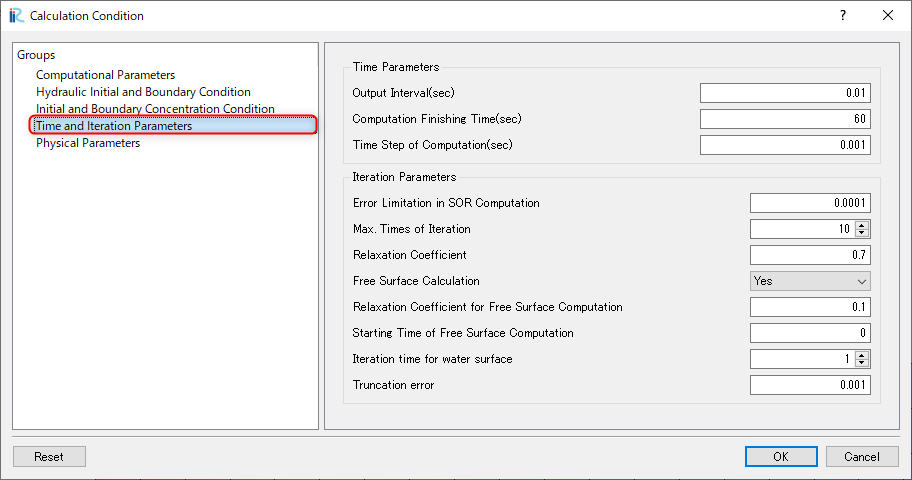 Calculation Condition
?
Groups
Computational Parameters
Hydraulic Initial and Boundary Condition
Initial and Boundary Concentration Condition
Time and Iteration Parameters
Physical Parameters
Time Parameters
Output Interval(sec) 0.01
Computation Finishing Time(sec) 60
Time Step of Computation(sec) 0.001
Iteration Parameters
Error Limitation in SOR Computation 0.0001
Max. Times of Iteration 10
Relaxation Coefficient 0.7
Free Surface Calculation Yes
Relaxation Coefficient for Free Surface Computation 0.1
Starting Time of Free Surface Computation 0
Iteration time for water surface 1
Truncation error 0.001
Reset OK Cancel